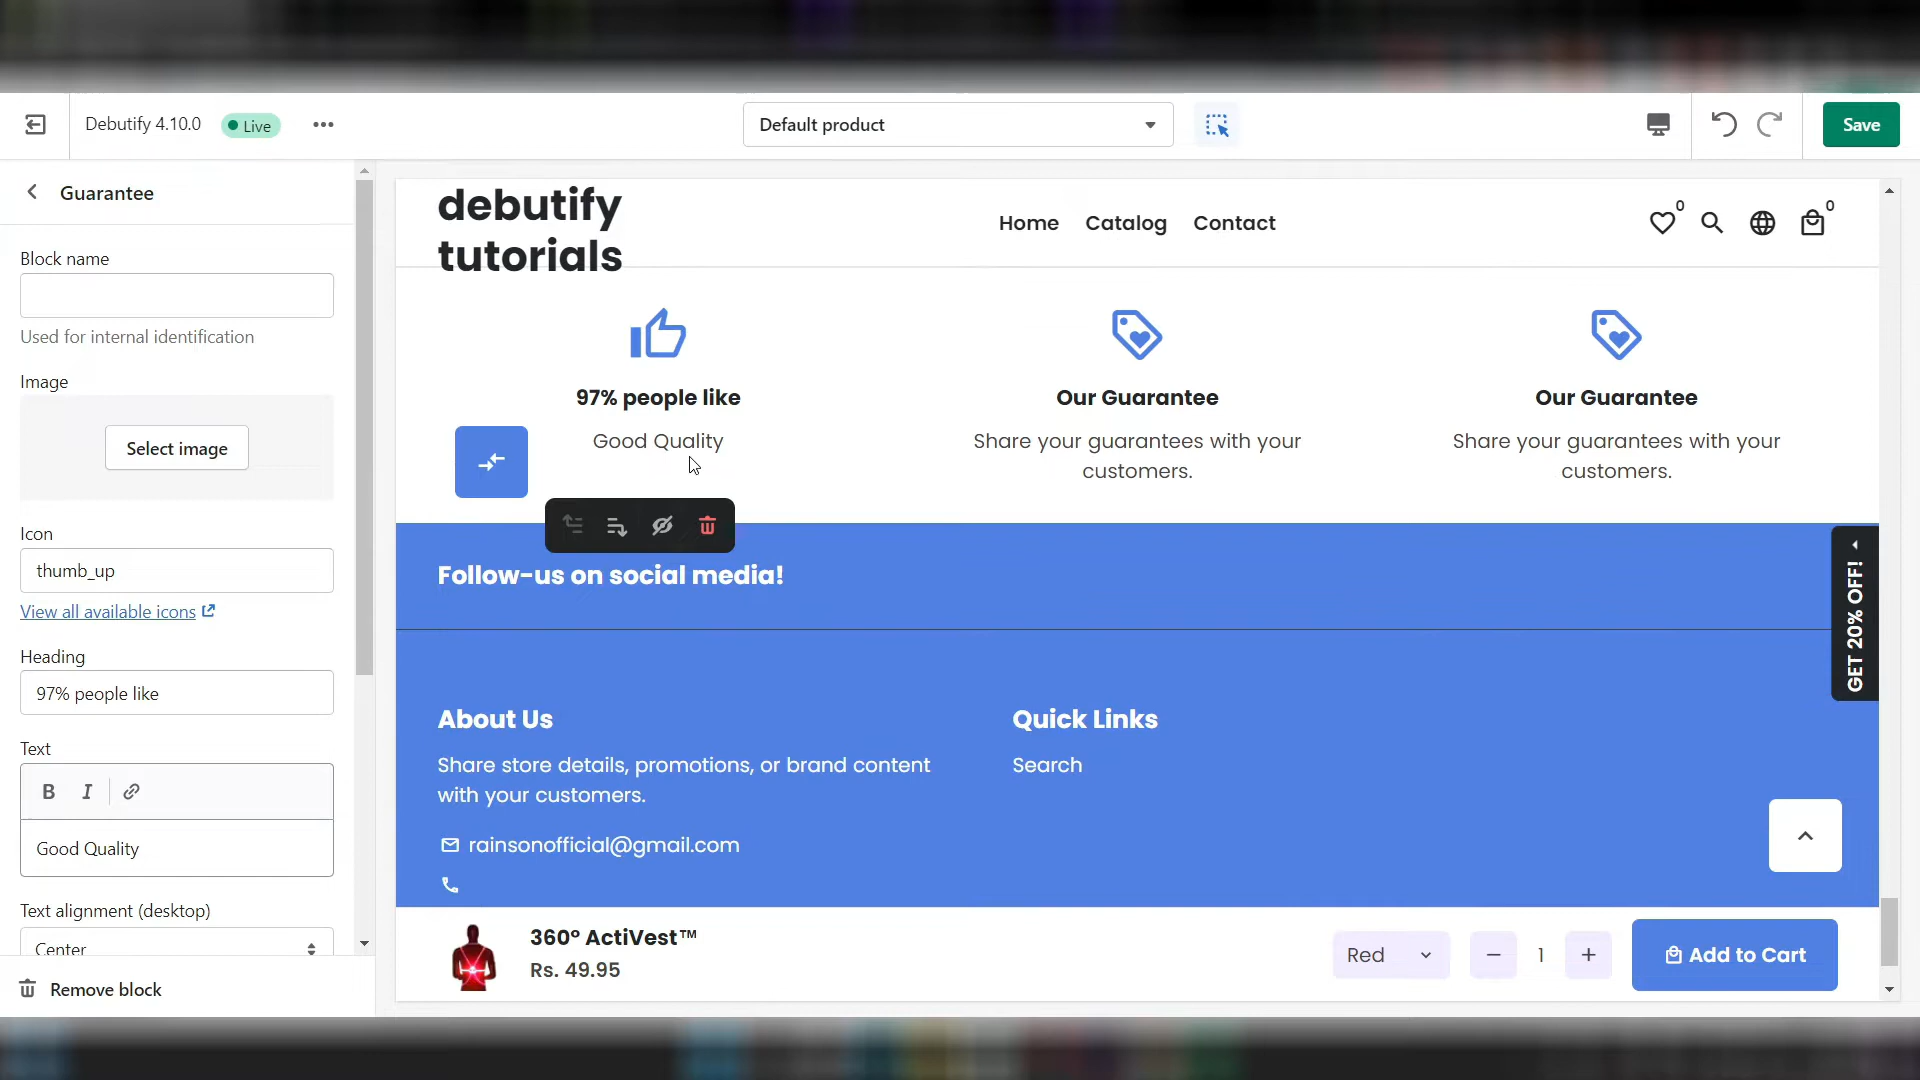 Debutify 4.10.0
Live
Default product
Save
Guarantee
Block name
Used for internal identification
Image
Select image
Icon
thumb_up
View all available icons
Heading
97% people like
Text
B I
Good Quality
Text alignment (desktop)
Center
Remove block
debutify
tutorials
Home
Catalog
Contact
0
0
97% people like
Good Quality
Our Guarantee
Share your guarantees with your
customers.
Our Guarantee
Share your guarantees with your
customers.
Follow-us on social media!
GET 20% OFF!
About Us
Share store details, promotions, or brand content
with your customers.
rainsonofficial@gmail.com
Quick Links
Search
360° ActiVest™
Rs. 49.95
Red
1
Add to Cart